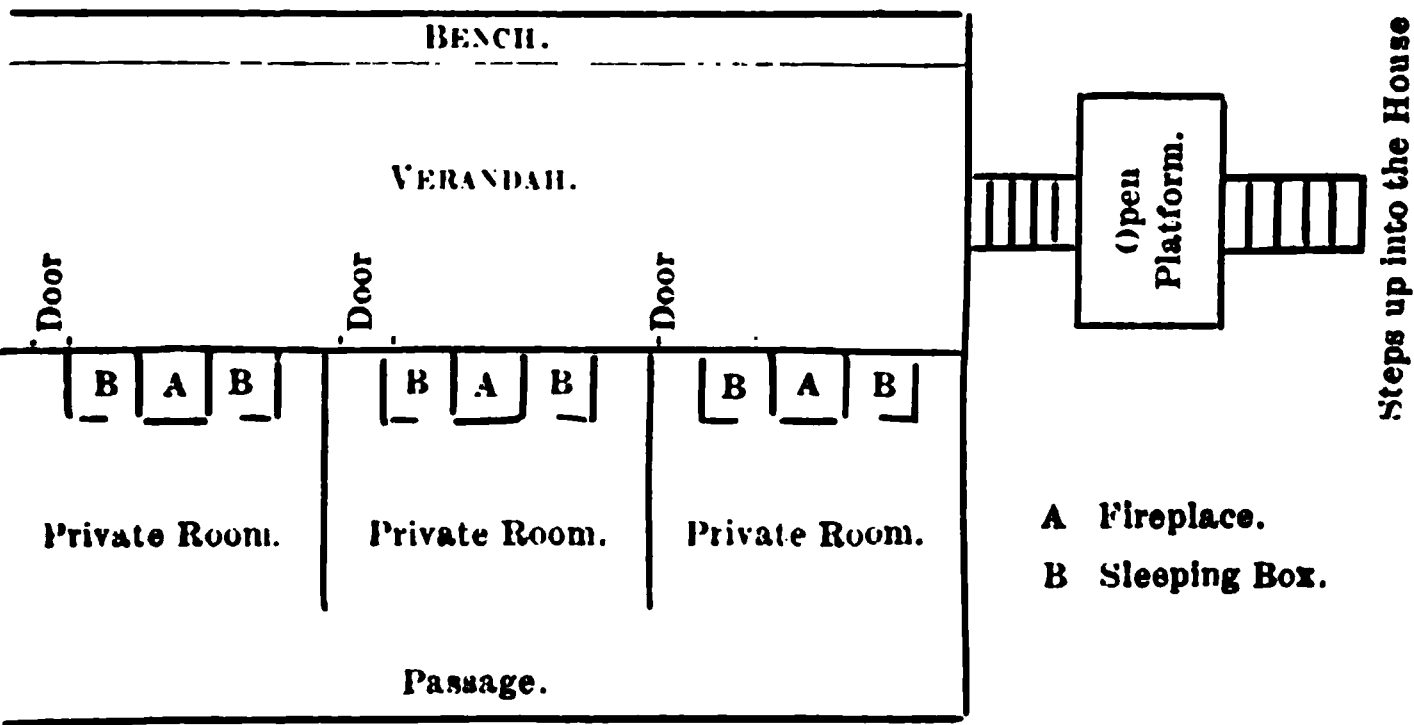 BENCH.
VERANDAH.
Open
Platform.
Steps up into the House
Door
Door
Door
B A B
B A B
B A B
Private Room.
Private Room.
Private Room.
A Fireplace.
B Sleeping Box.
Passage.